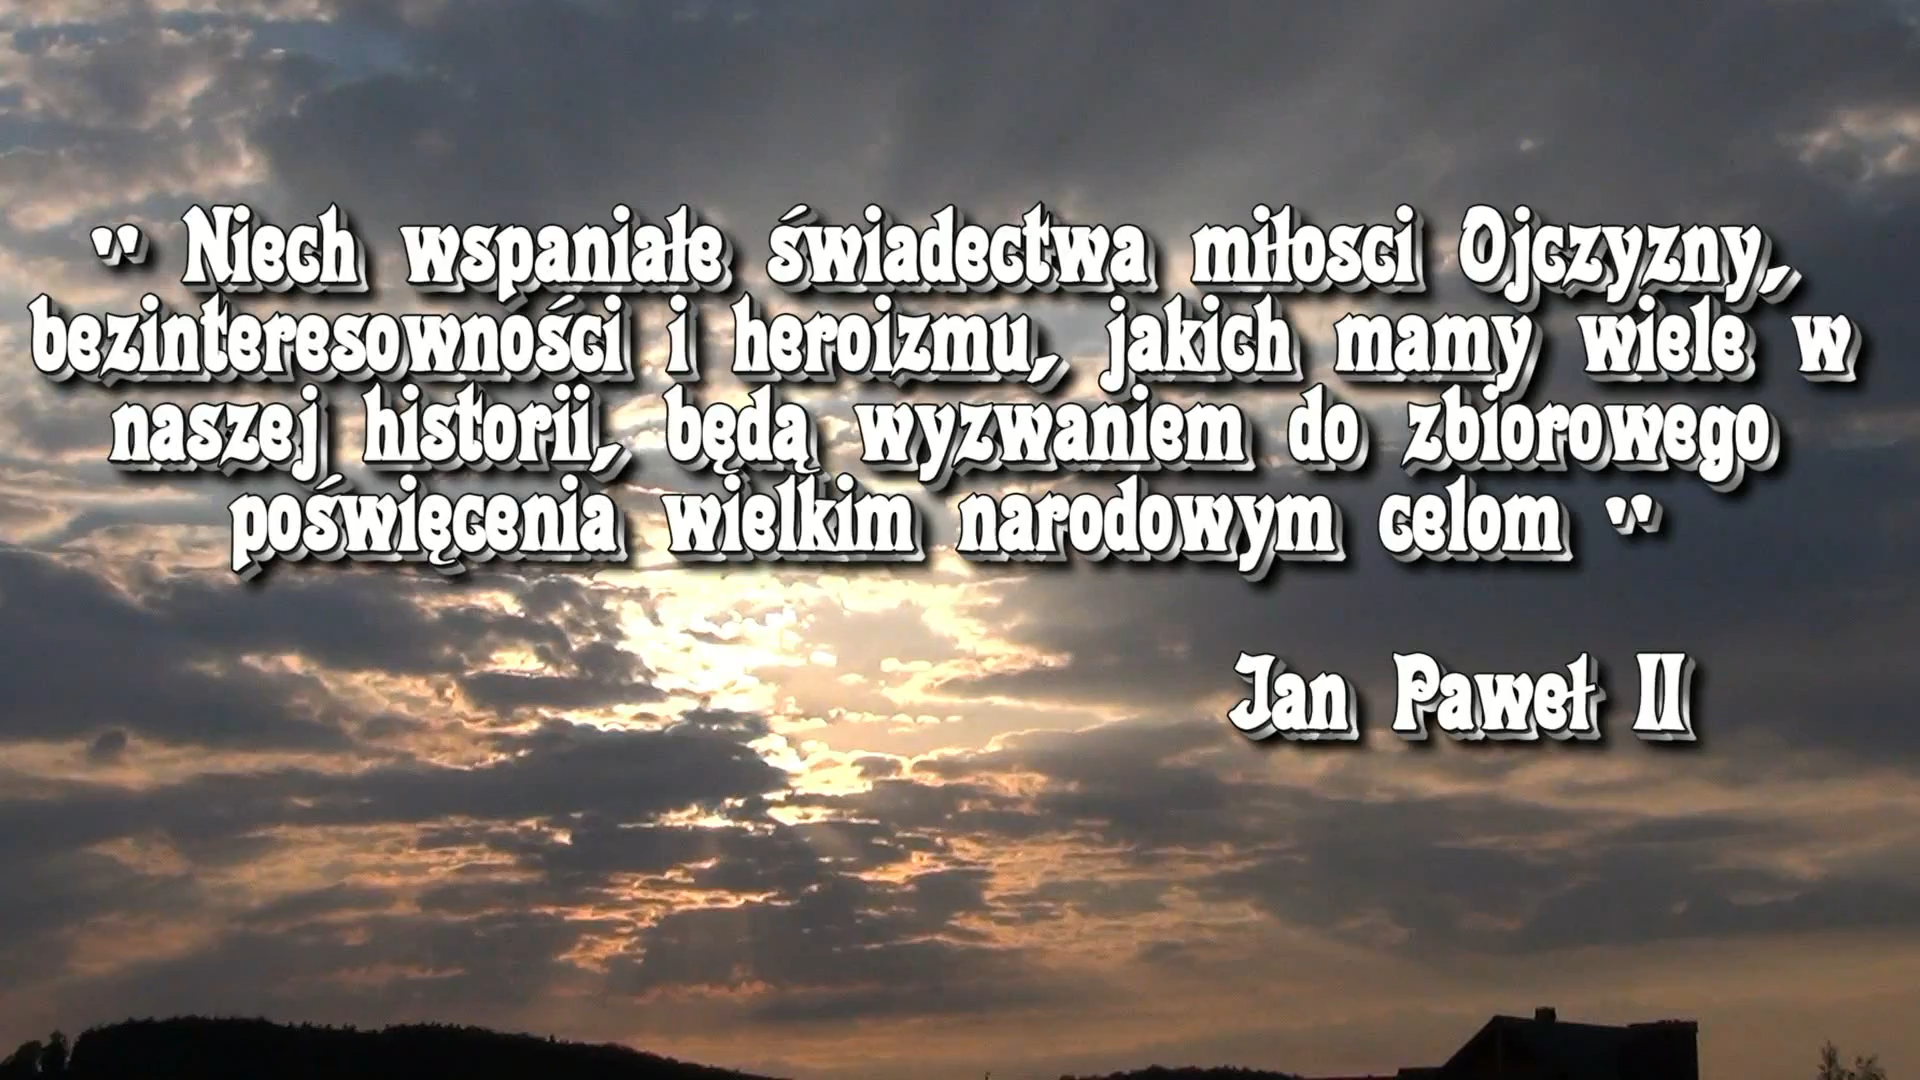 " Niech wspaniałe świadectwa miłosci Ojczyzny,
bezinteresowności i heroizmu, jakich mamy wiele w
naszej historii, będą wyzwaniem do zbiorowego
poświęcenia wielkim narodowym celom "
Jan Paweł II